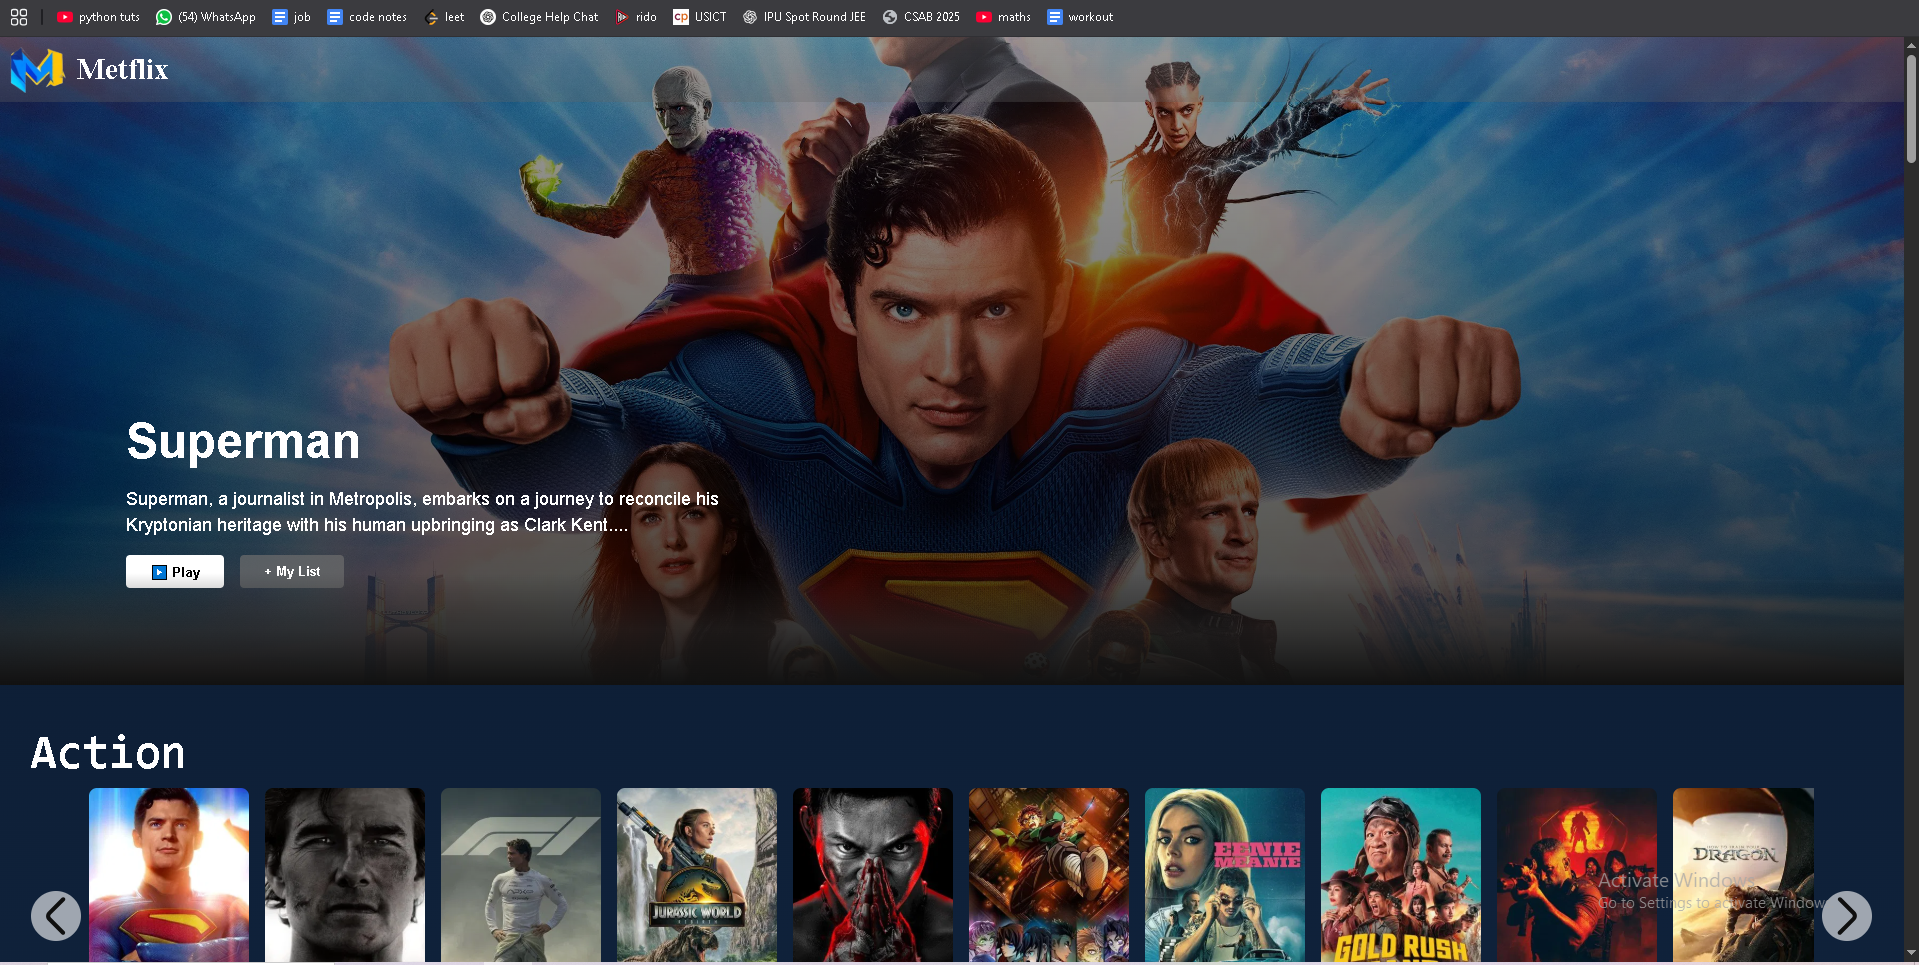 python tuts (54) WhatsApp job code notes leet College Help Chat rido USICT IPU Spot Round JEE CSAB 2025 maths workout
Metflix
Superman
Superman, a journalist in Metropolis, embarks on a journey to reconcile his
Kryptonian heritage with his human upbringing as Clark Kent....
Play + My List
Action
JURASSIC WORLD
EENIE
MEANIE
GOLD RUSH
DRAGON
Activate Windows
Go to Settings to activate Windows